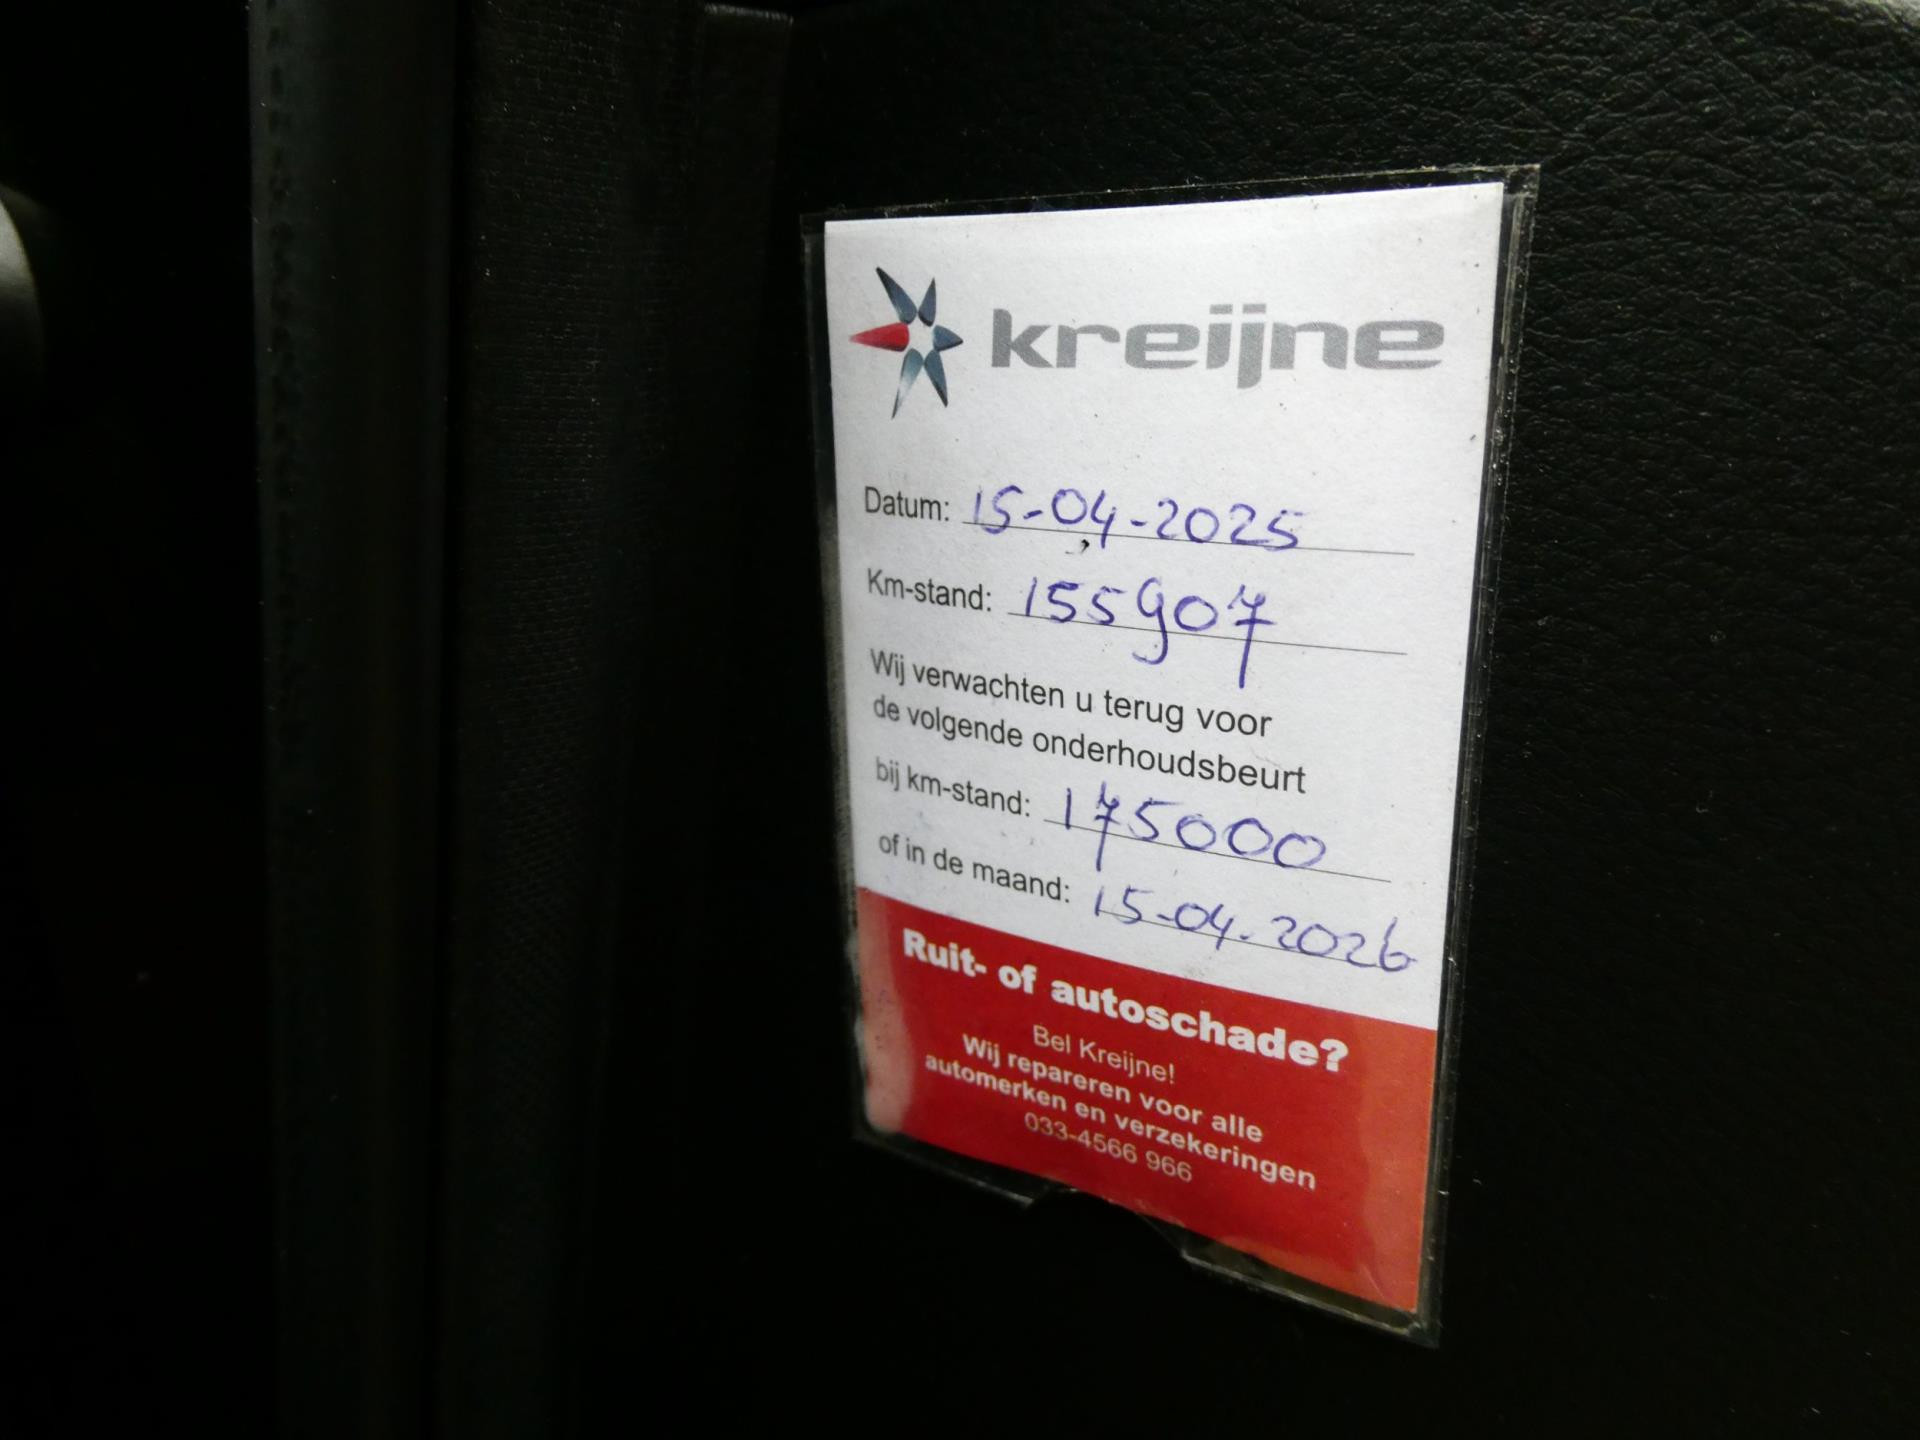 kreijne
Datum: 15-04-2025
Km-stand: 155907
Wij verwachten u terug voor
de volgende onderhoudsbeurt
bij km-stand: 175000
of in de maand: 15-04-2026
Ruit- of autoschade?
Bel Kreijne!
Wij repareren voor alle
automerken en verzekeringen
033-4566 966